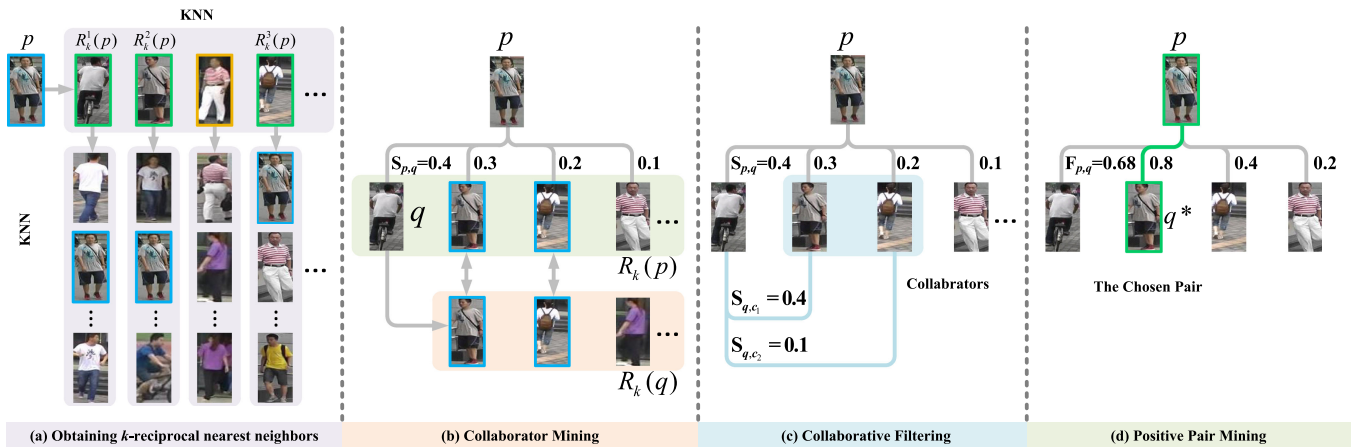 KNN
p
R_k^1(p)
R_k^2(p)
R_k^3(p)
...
KNN
...
(a) Obtaining k-reciprocal nearest neighbors
p
S_{p,q}=0.4
0.3
0.2
0.1
q
...
R_k(p)
...
R_k(q)
(b) Collaborator Mining
p
S_{p,q}=0.4
0.3
0.2
0.1
...
Collabrators
S_{q,c_1}=0.4
S_{q,c_2}=0.1
(c) Collaborative Filtering
p
F_{p,q}=0.68
0.8
0.4
0.2
q*
The Chosen Pair
(d) Positive Pair Mining